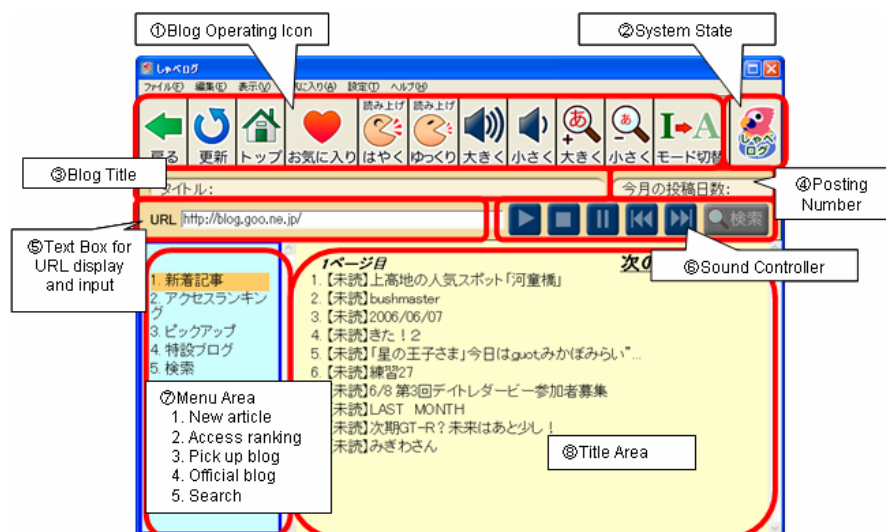 ①Blog Operating Icon
②System State
しゃべログ
ファイル(F) 編集(E) 表示(V) に入り(A) 設定(T) ヘルプ(H)
読み上げ 読み上げ
あ あ I A しゃべログ
戻る 更新 トップ お気に入り はやく ゆっくり 大きく 小さく 大きく 小さく モード切替
③Blog Title
タイトル:
今月の投稿日数:
④Posting
Number
URL http://blog.goo.ne.jp/
検索
⑤Text Box for
URL display
and input
⑥Sound Controller
1ページ目 次の
1. 新着記事
2. アクセスランキン
グ
3. ピックアップ
4. 特設ブログ
5. 検索
1. 【未読】上高地の人気スポット「河童橋」
2. 【未読】bushmaster
3. 【未読】2006/06/07
4. 【未読】きた！2
5. 【未読】「星の王子さま」今日は&quot;みかぼみらい"...
6. 【未読】練習27
【未読】6/8 第3回デイトレダービー参加者募集
【未読】LAST MONTH
【未読】次期GT-R？未来はあと少し！
【未読】みぎわさん
⑦Menu Area
1. New article
2. Access ranking
3. Pick up blog
4. Official blog
5. Search
⑧Title Area